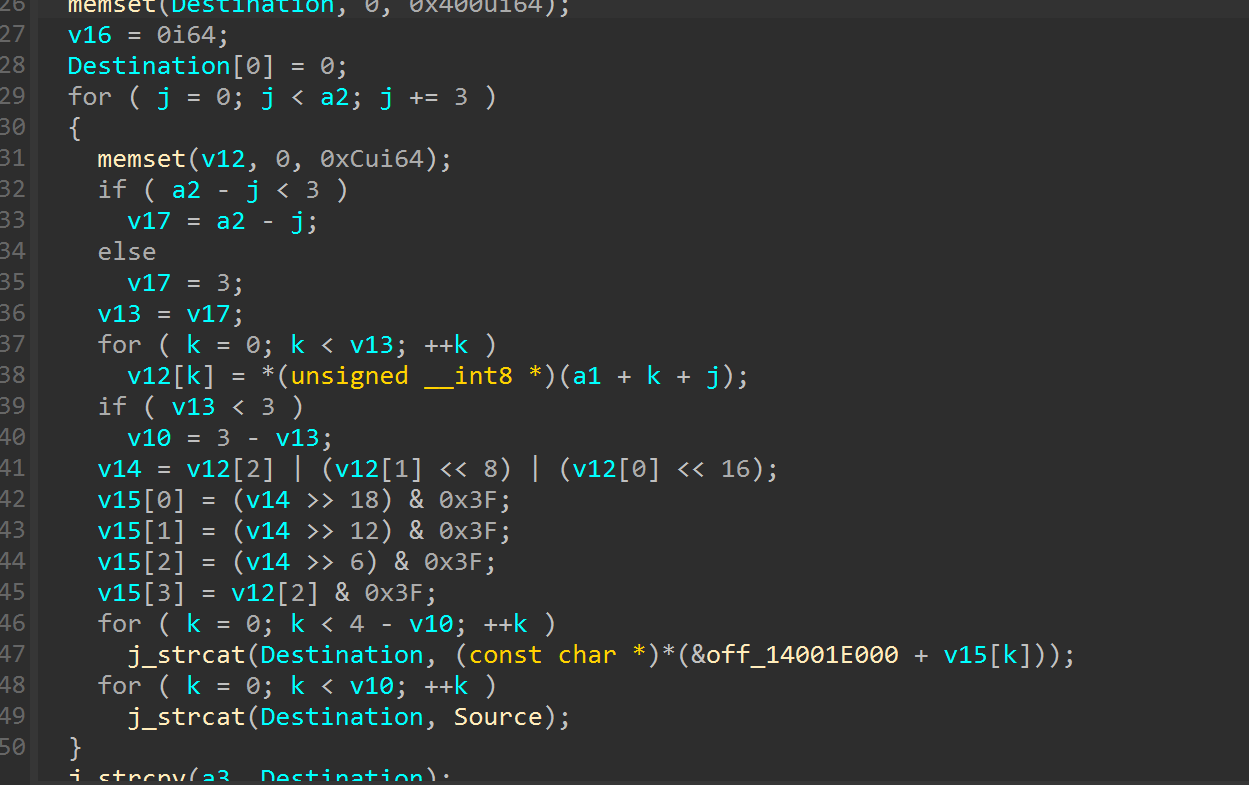 26 memset(Destination, 0, 0x400ui64);
27 v16 = 0i64;
28 Destination[0] = 0;
29 for ( j = 0; j < a2; j += 3 )
30 {
31 memset(v12, 0, 0xCui64);
32 if ( a2 - j < 3 )
33 v17 = a2 - j;
34 else
35 v17 = 3;
36 v13 = v17;
37 for ( k = 0; k < v13; ++k )
38 v12[k] = *(unsigned __int8 *)(a1 + k + j);
39 if ( v13 < 3 )
40 v10 = 3 - v13;
41 v14 = v12[2] | (v12[1] << 8) | (v12[0] << 16);
42 v15[0] = (v14 >> 18) & 0x3F;
43 v15[1] = (v14 >> 12) & 0x3F;
44 v15[2] = (v14 >> 6) & 0x3F;
45 v15[3] = v12[2] & 0x3F;
46 for ( k = 0; k < 4 - v10; ++k )
47 j_strcat(Destination, (const char *)*(&off_14001E000 + v15[k]));
48 for ( k = 0; k < v10; ++k )
49 j_strcat(Destination, Source);
50 }
j_strcpy(a3, Destination);